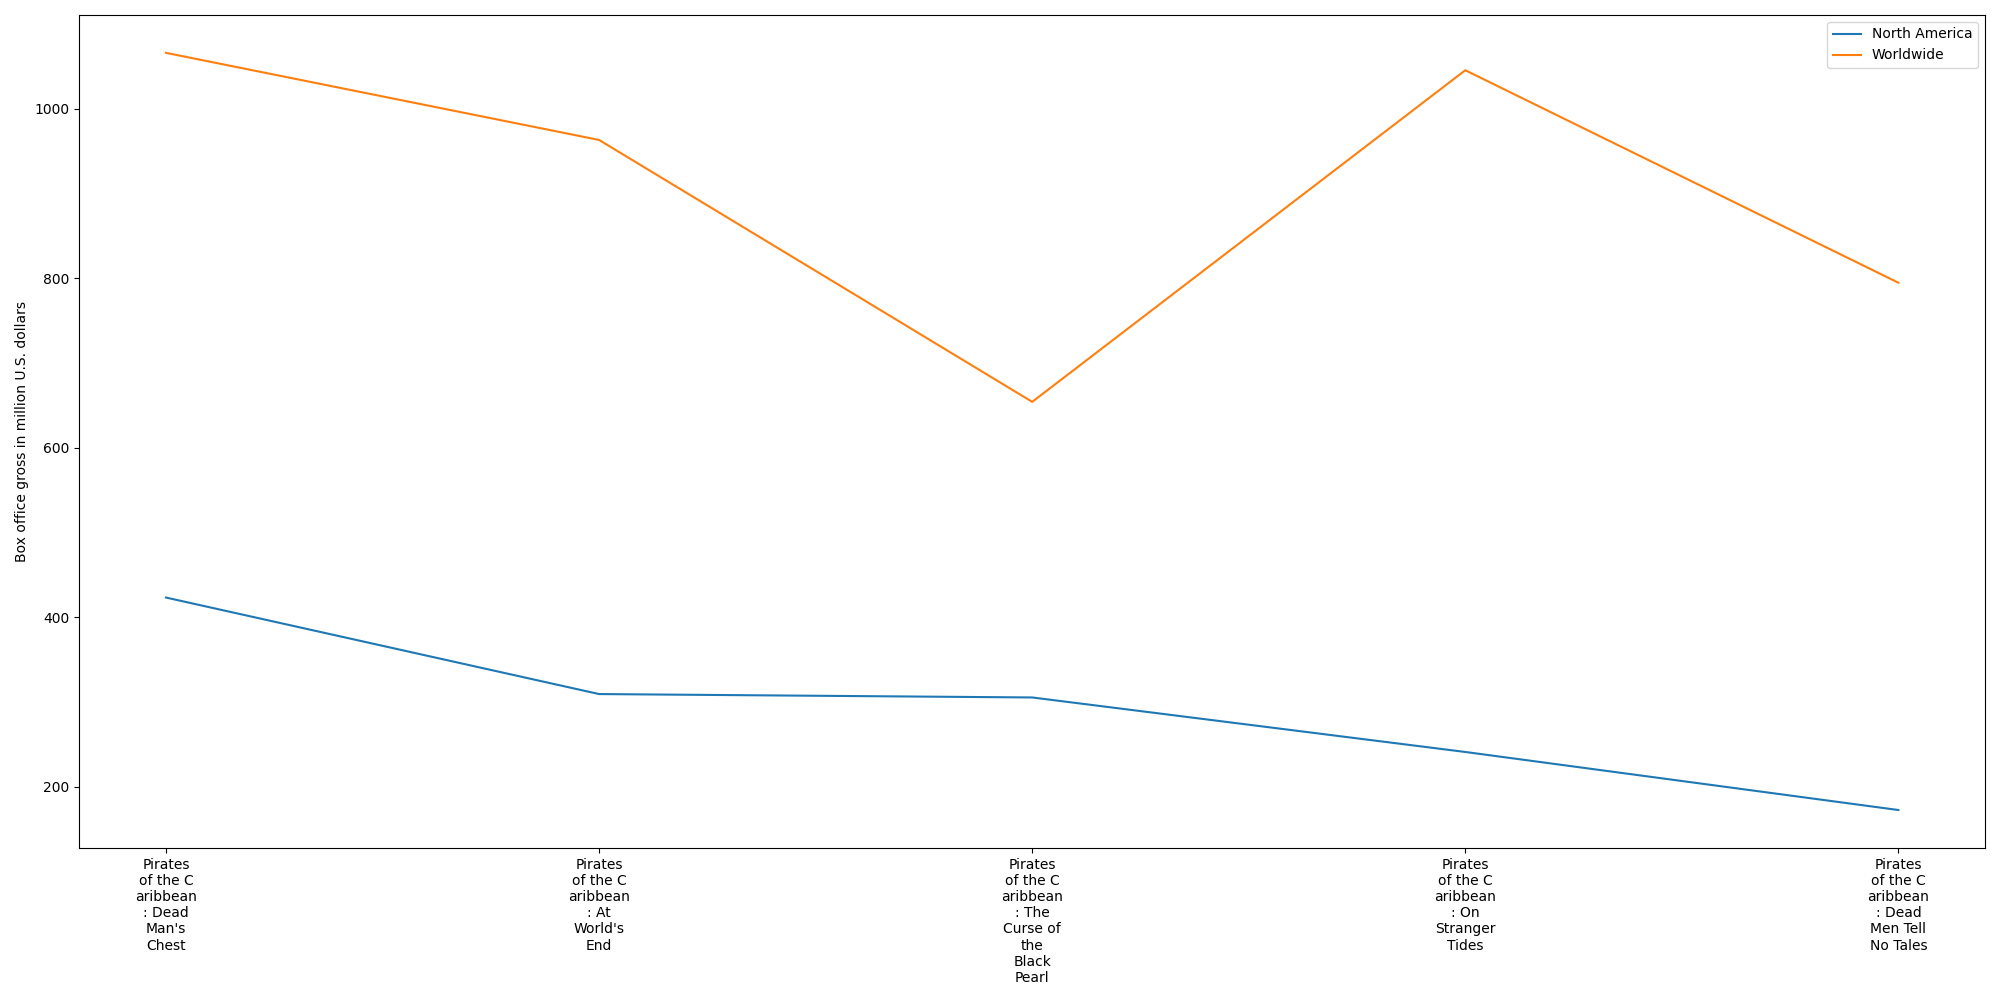 North America
Worldwide
Box office gross in million U.S. dollars
1000
800
600
400
200
Pirates
of the C
aribbean
: Dead
Man's
Chest
Pirates
of the C
aribbean
: At
World's
End
Pirates
of the C
aribbean
: The
Curse of
the
Black
Pearl
Pirates
of the C
aribbean
: On
Stranger
Tides
Pirates
of the C
aribbean
: Dead
Men Tell
No Tales